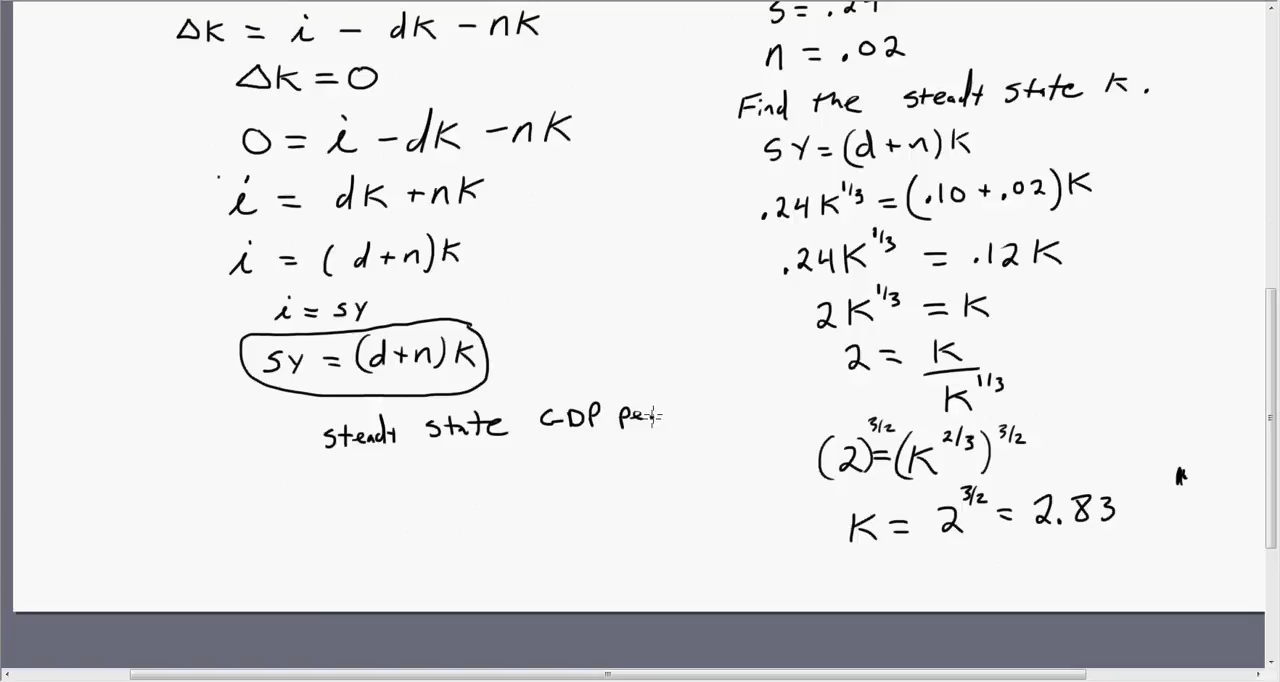 ΔK = i - dK - nK
ΔK = 0
0 = i - dK - nK
i = dK + nK
i = (d+n)K
i = sY
sY = (d+n)K
steady state GDP per
n = .02
Find the steady state K.
sY = (d+n)K
.24K^1/3 = (.10 + .02)K
.24K^1/3 = .12K
2K^1/3 = K
2 = K/K^1/3
(2)^3/2 = (K^2/3)^3/2
K = 2^3/2 = 2.83